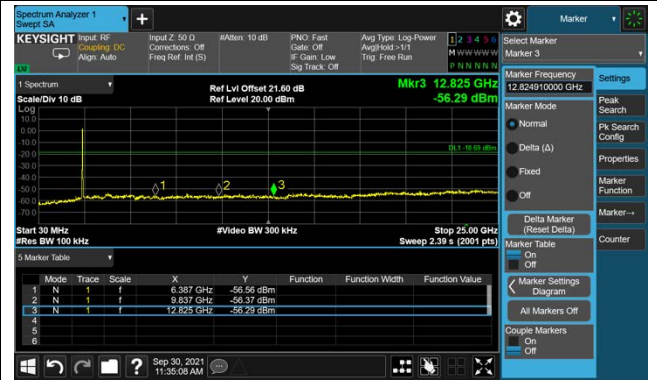 Spectrum Analyzer 1
Swept SA
Marker
KEYSIGHT
Input: RF
Coupling: DC
Align: Auto
Input Z: 50 Ω
Corrections: Off
Freq Ref: Int (S)
#Atten: 10 dB
PNO: Fast
Gate: Off
IF Gain: Low
Sig Track: Off
Avg Type: Log-Power
Avg|Hold:>1/1
Trig: Free Run
1 2 3 4 5 6
M W W W W W
P N N N N N
LXI
Select Marker
Marker 3
1 Spectrum
Scale/Div 10 dB
Log
Ref Lvl Offset 21.60 dB
Ref Level 20.00 dBm
Mkr3 12.825 GHz
-56.29 dBm
10.0
0.00
-10.0
-20.0
-30.0
-40.0
-50.0
-60.0
-70.0
DL1 -18.69 dBm
1
2
3
Start 30 MHz
#Res BW 100 kHz
#Video BW 300 kHz
Stop 25.00 GHz
Sweep 2.39 s (2001 pts)
5 Marker Table
Mode Trace Scale X Y Function Function Width Function Value
1 N 1 f 6.387 GHz -56.56 dBm
2 N 1 f 9.837 GHz -56.37 dBm
3 N 1 f 12.825 GHz -56.29 dBm
4
5
6
Marker Frequency
12.824910000 GHz
Marker Mode
Normal
Delta (Δ)
Fixed
Off
Delta Marker
(Reset Delta)
Marker Table
On
Off
Marker Settings
Diagram
All Markers Off
Couple Markers
On
Off
Settings
Peak
Search
Pk Search
Config
Properties
Marker
Function
Marker→
Counter
?
Sep 30, 2021
11:35:08 AM